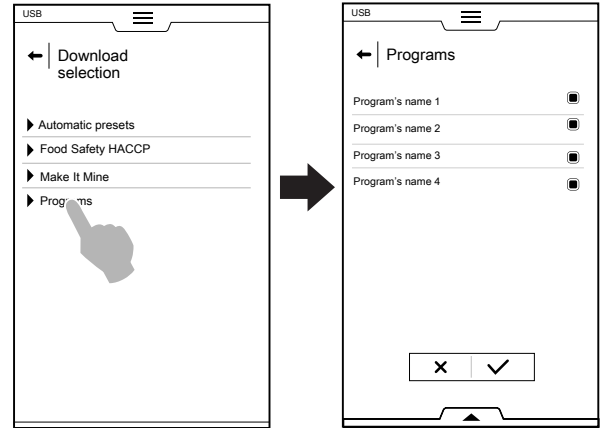 USB
Download
selection
Automatic presets
Food Safety HACCP
Make It Mine
Programs
USB
Programs
Program's name 1
Program's name 2
Program's name 3
Program's name 4